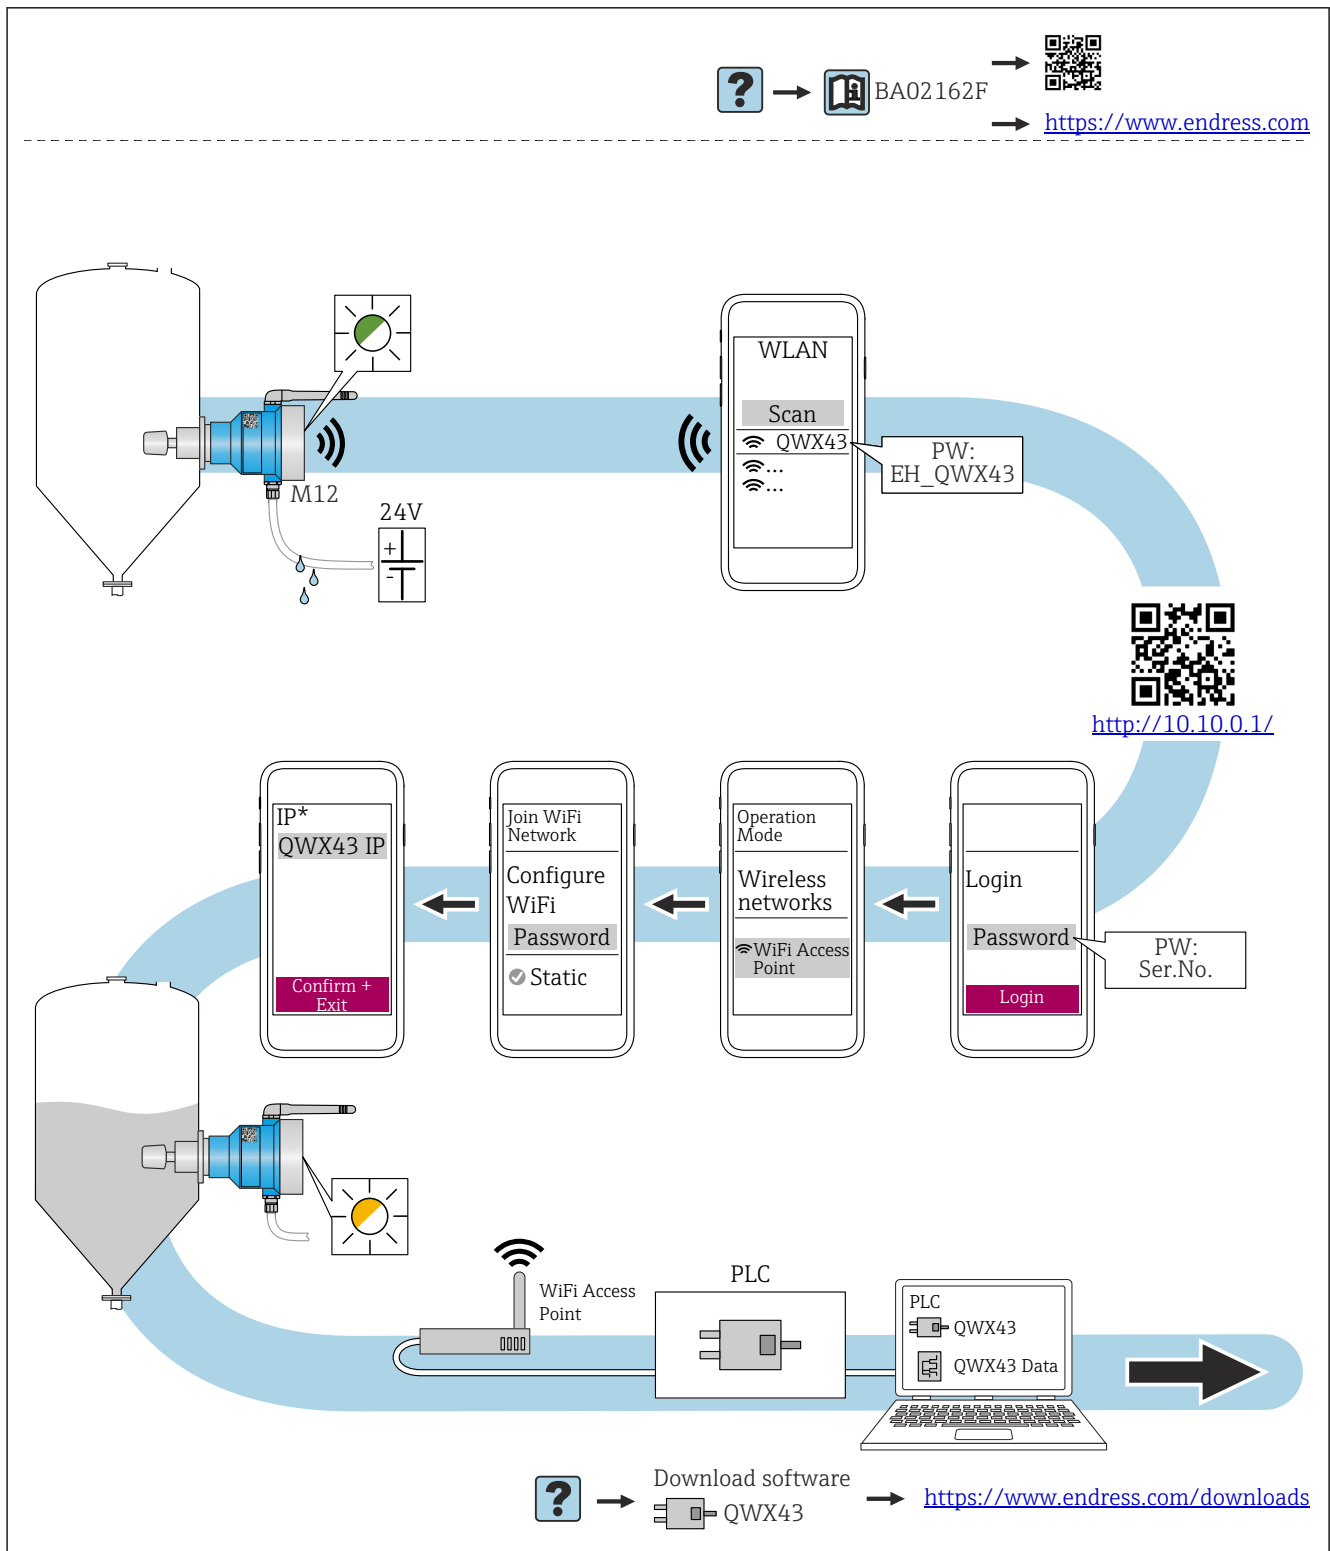 BA02162F
https://www.endress.com
WLAN
Scan
QWX43
...
...
PW:
EH_QWX43
M12
24V
+
-
http://10.10.0.1/
IP*
QWX43 IP
Confirm +
Exit
Join WiFi
Network
Configure
WiFi
Password
Static
Operation
Mode
Wireless
networks
WiFi Access
Point
Login
Password
Login
PW:
Ser.No.
WiFi Access
Point
PLC
PLC
QWX43
QWX43 Data
Download software
QWX43
https://www.endress.com/downloads